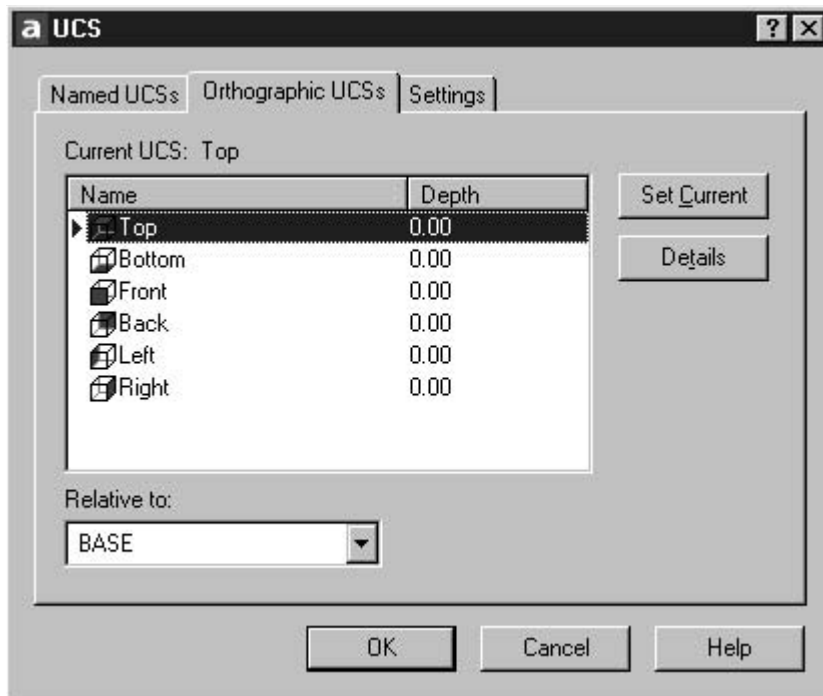 a UCS
Named UCSs Orthographic UCSs Settings
Current UCS: Top
Name Depth
Top 0.00
Bottom 0.00
Front 0.00
Back 0.00
Left 0.00
Right 0.00
Set Current
Details
Relative to:
BASE
OK Cancel Help